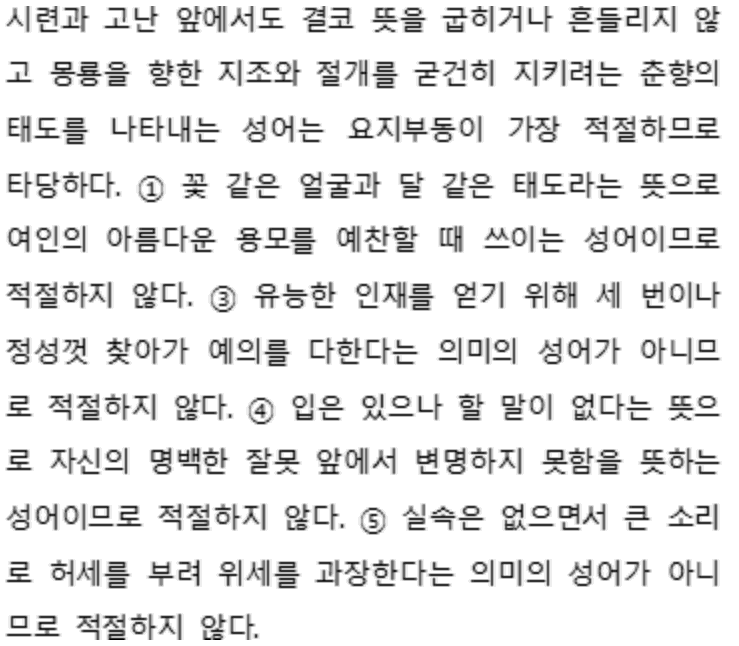 시련과 고난 앞에서도 결코 뜻을 굽히거나 흔들리지 않
고 몽룡을 향한 지조와 절개를 굳건히 지키려는 춘향의
태도를 나타내는 성어는 요지부동이 가장 적절하므로
타당하다. ① 꽃 같은 얼굴과 달 같은 태도라는 뜻으로
여인의 아름다운 용모를 예찬할 때 쓰이는 성어이므로
적절하지 않다. ③ 유능한 인재를 얻기 위해 세 번이나
정성껏 찾아가 예의를 다한다는 의미의 성어가 아니므
로 적절하지 않다. ④ 입은 있으나 할 말이 없다는 뜻으
로 자신의 명백한 잘못 앞에서 변명하지 못함을 뜻하는
성어이므로 적절하지 않다. ⑤ 실속은 없으면서 큰 소리
로 허세를 부려 위세를 과장한다는 의미의 성어가 아니
므로 적절하지 않다.